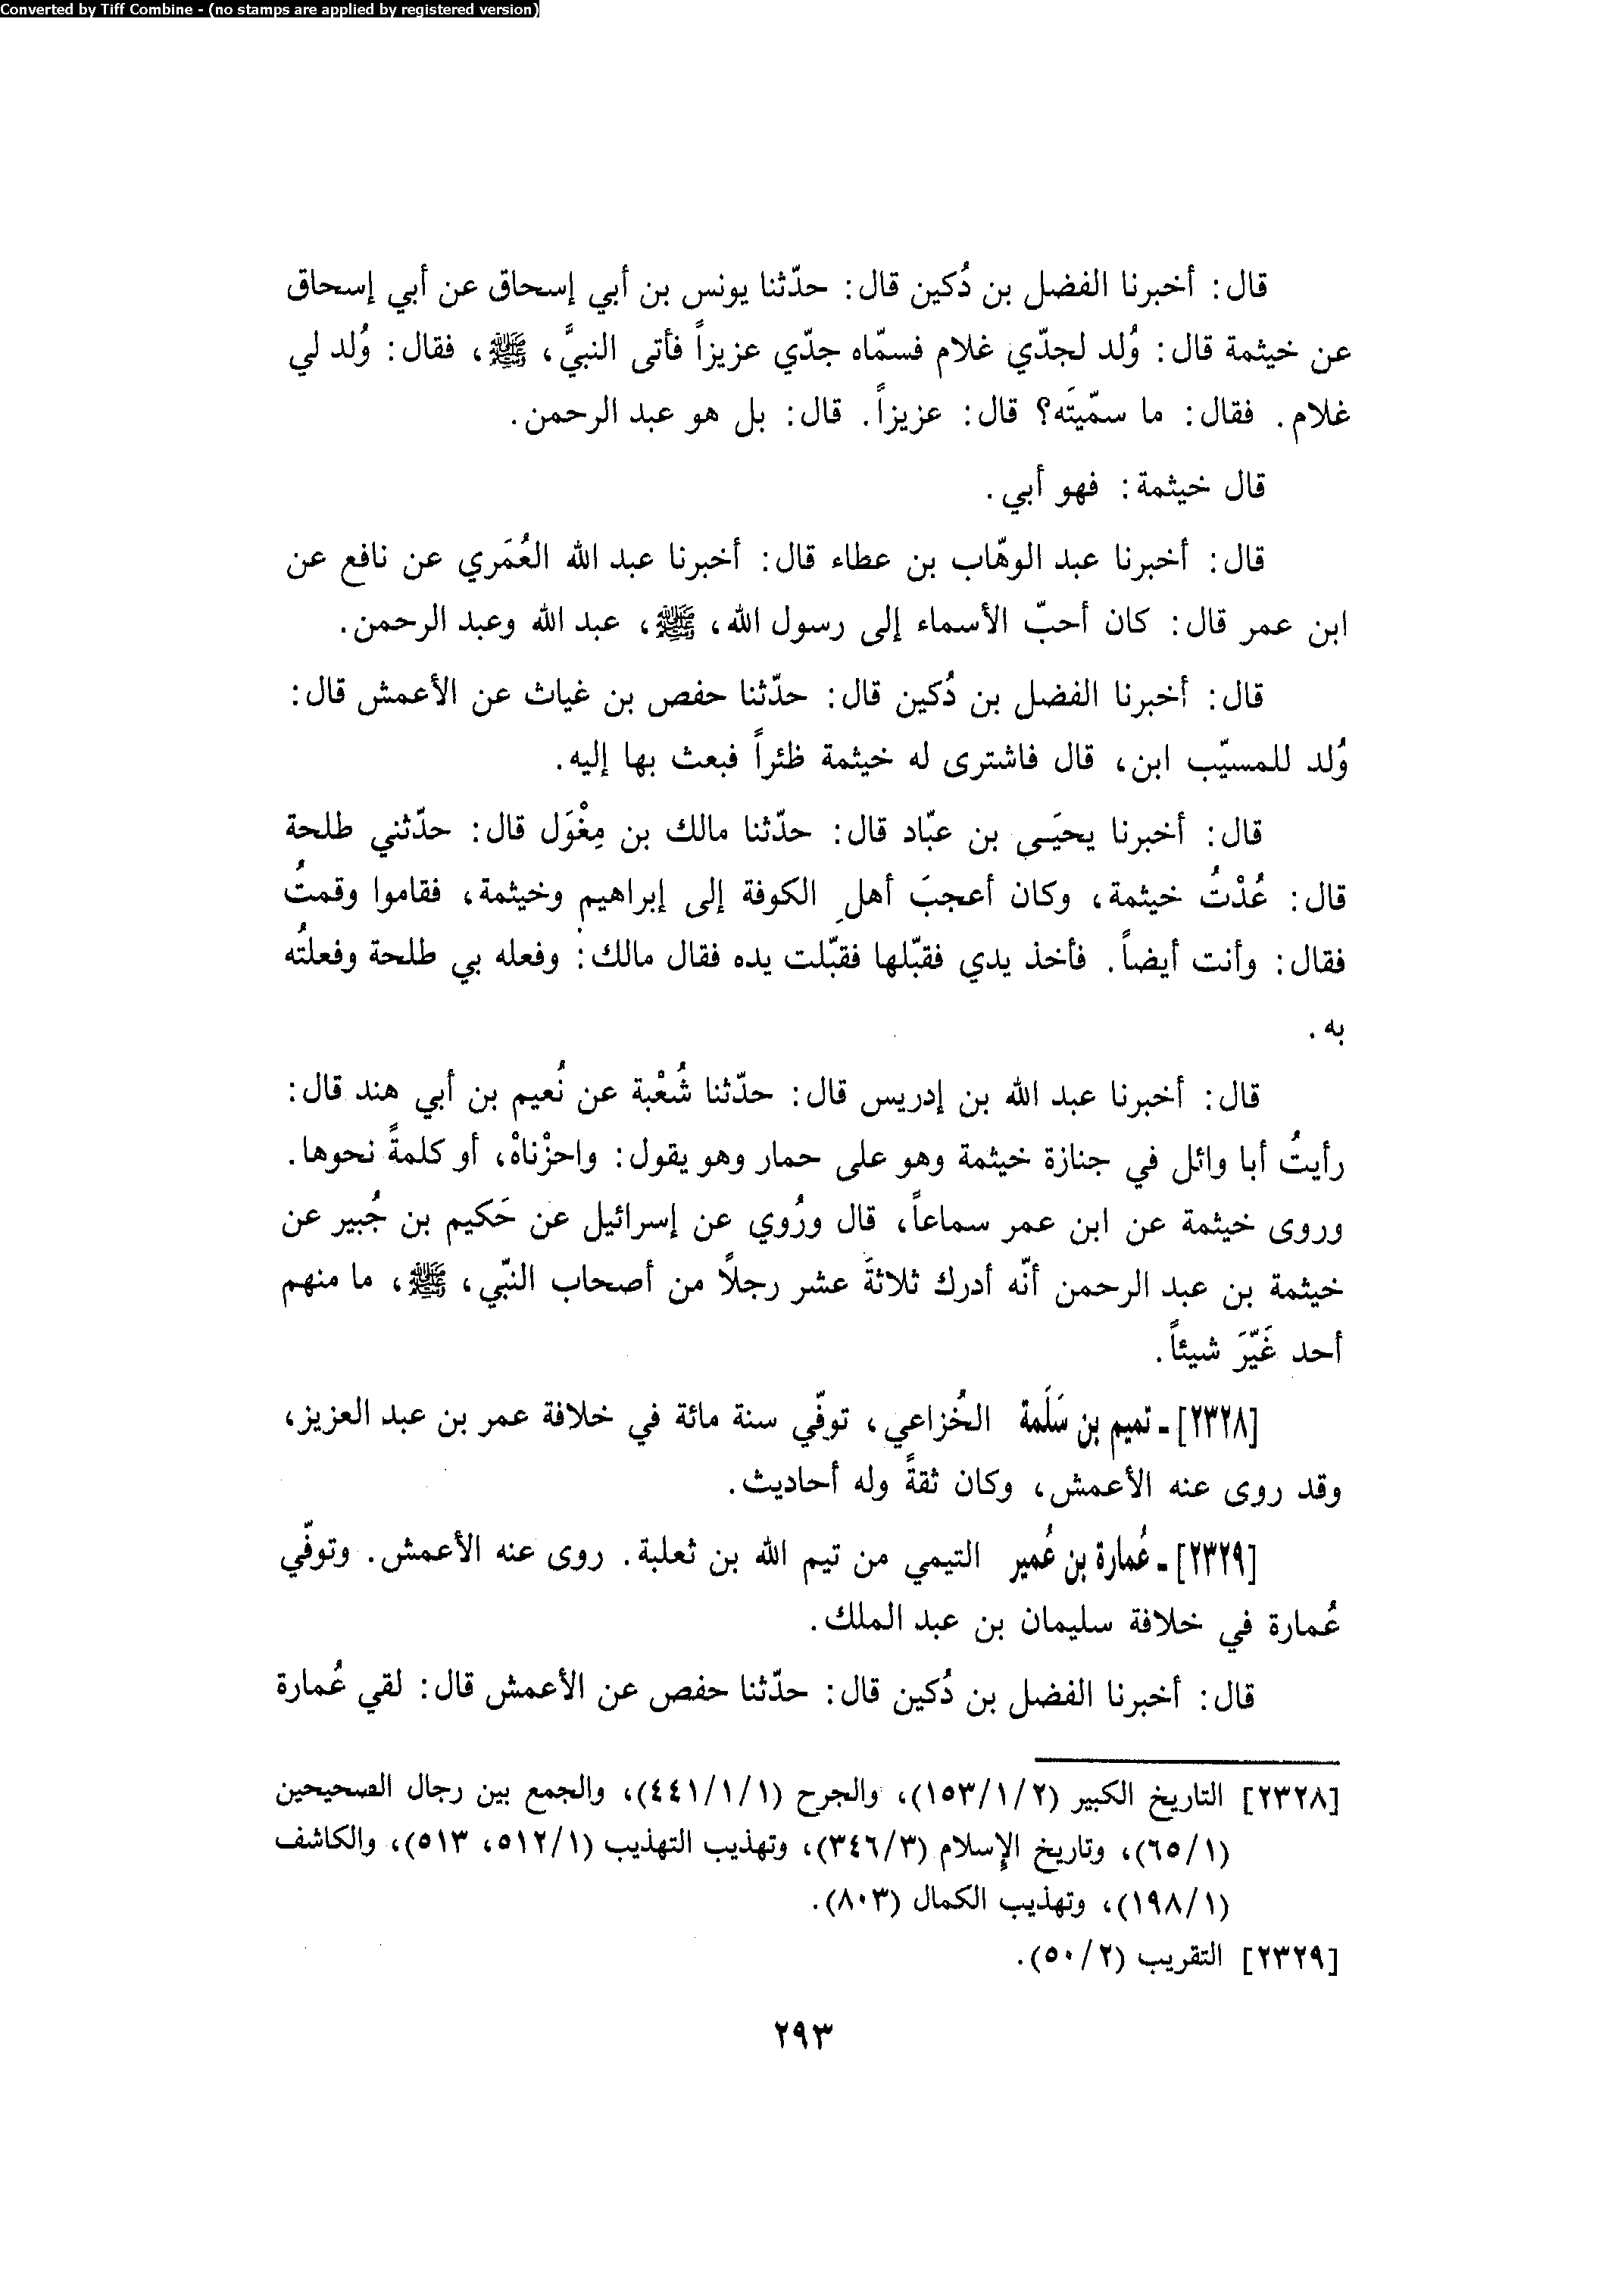 Converted by Tiff Combine - (no stamps are applied by registered version)
قال: أخبرنا الفضل بن دُكين قال: حدّثنا يونس بن أبي إسحاق عن أبي إسحاق
عن خيثمة قال: وُلد لجدّي غلام فسمّاه جدّي عزيزاً فأتى النبيَّ، ﷺ، فقال: وُلد لي
غلام. فقال: ما سمّيتَه؟ قال: عزيزاً. قال: بل هو عبد الرحمن.
قال خيثمة: فهو أبي.
قال: أخبرنا عبد الوهّاب بن عطاء قال: أخبرنا عبد الله العُمَري عن نافع عن
ابن عمر قال: كان أحبّ الأسماء إلى رسول الله، ﷺ، عبد الله وعبد الرحمن.
قال: أخبرنا الفضل بن دُكين قال: حدّثنا حفص بن غياث عن الأعمش قال:
وُلد للمسيّب ابن، قال فاشترى له خيثمة ظئراً فبعث بها إليه.
قال: أخبرنا يحيَى بن عبّاد قال: حدّثنا مالك بن مِغْوَل قال: حدّثني طلحة
قال: عُدْتُ خيثمة، وكان أعجبَ أهلِ الكوفة إلى إبراهيم وخيثمة، فقاموا وقمتُ
فقال: وأنت أيضاً. فأخذ يدي فقبّلها فقبّلت يده فقال مالك: وفعله بي طلحة وفعلتُه
به.
قال: أخبرنا عبد الله بن إدريس قال: حدّثنا شُعْبة عن نُعيم بن أبي هند قال:
رأيتُ أبا وائل في جنازة خيثمة وهو على حمار وهو يقول: واحزْناهْ، أو كلمةً نحوها.
وروى خيثمة عن ابن عمر سماعاً، قال ورُوي عن إسرائيل عن حَكيم بن جُبير عن
خيثمة بن عبد الرحمن أنّه أدرك ثلاثةَ عشر رجلاً من أصحاب النبّي، ﷺ، ما منهم
أحد غَيّرَ شيئاً.
[٢٣٢٨] ـ تميم بن سَلَمة الخُزاعي، توفّي سنة مائة في خلافة عمر بن عبد العزيز،
وقد روى عنه الأعمش، وكان ثقةً وله أحاديث.
[٢٣٢٩] ـ عُمارة بن عُمير التيمي من تيم الله بن ثعلبة. روى عنه الأعمش. وتوفّي
عُمارة في خلافة سليمان بن عبد الملك.
قال: أخبرنا الفضل بن دُكين قال: حدّثنا حفص عن الأعمش قال: لقي عُمارة
[٢٣٢٨] التاريخ الكبير (١٥٣/١/٢)، والجرح (٤٤١/١/١)، والجمع بين رجال الصحيحين
(٦٥/١)، وتاريخ الإسلام (٣٤٦/٣)، وتهذيب التهذيب (٥١٢/١، ٥١٣)، والكاشف
(١٩٨/١)، وتهذيب الكمال (٨٠٣).
[٢٣٢٩] التقريب (٥٠/٢).
٢٩٣